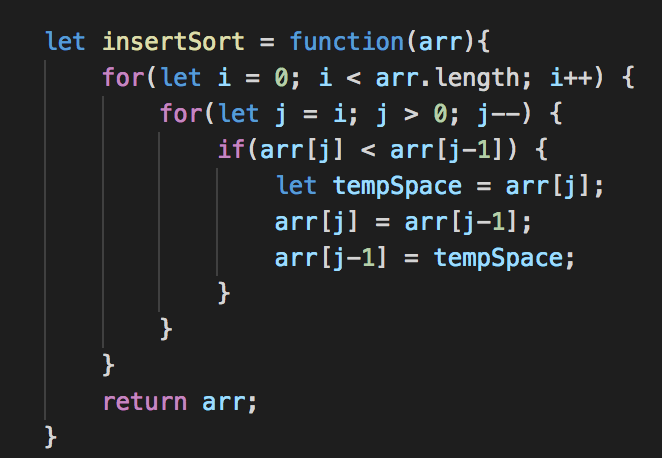 let insertSort = function(arr){
    for(let i = 0; i < arr.length; i++) {
        for(let j = i; j > 0; j--) {
            if(arr[j] < arr[j-1]) {
                let tempSpace = arr[j];
                arr[j] = arr[j-1];
                arr[j-1] = tempSpace;
            }
        }
    }
    return arr;
}